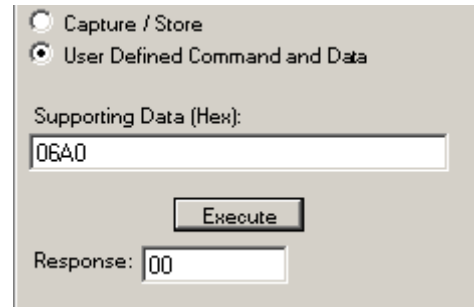 Capture / Store
User Defined Command and Data
Supporting Data (Hex):
06A0
Execute
Response: 00